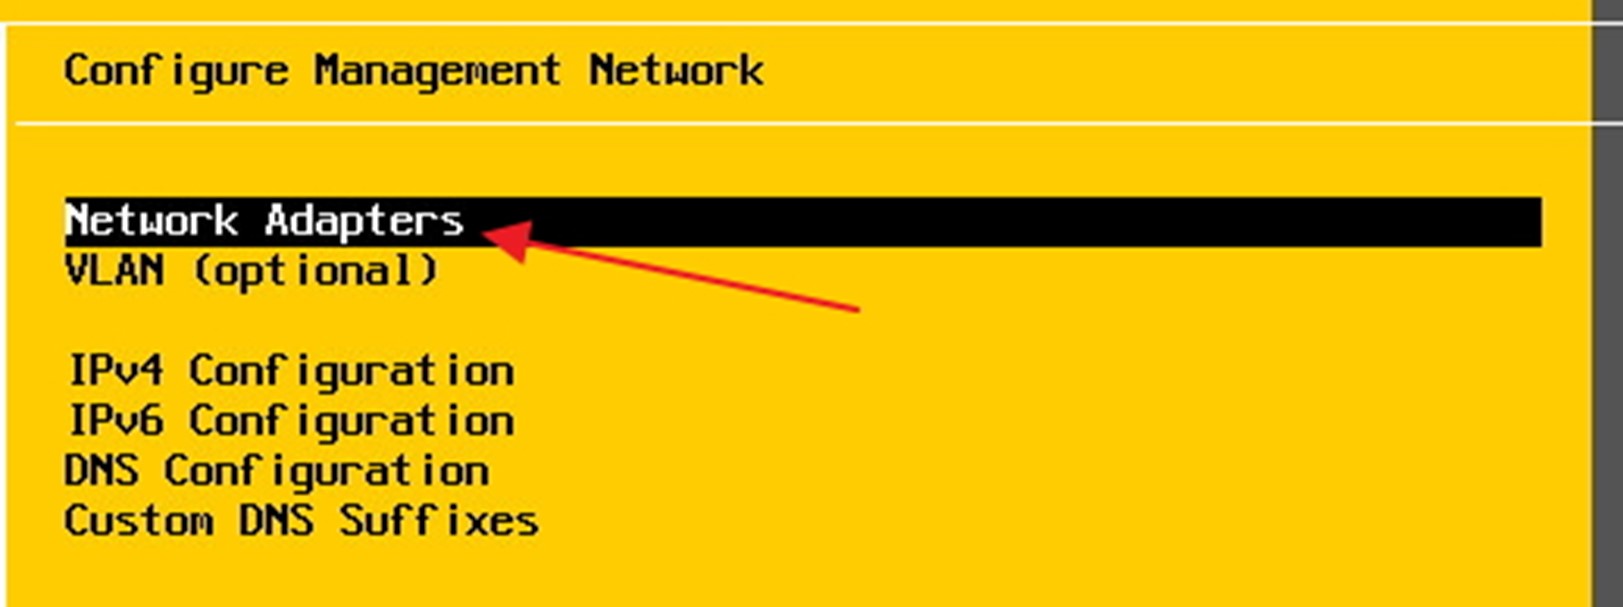 Configure Management Network
Network Adapters
VLAN (optional)
IPv4 Configuration
IPv6 Configuration
DNS Configuration
Custom DNS Suffixes